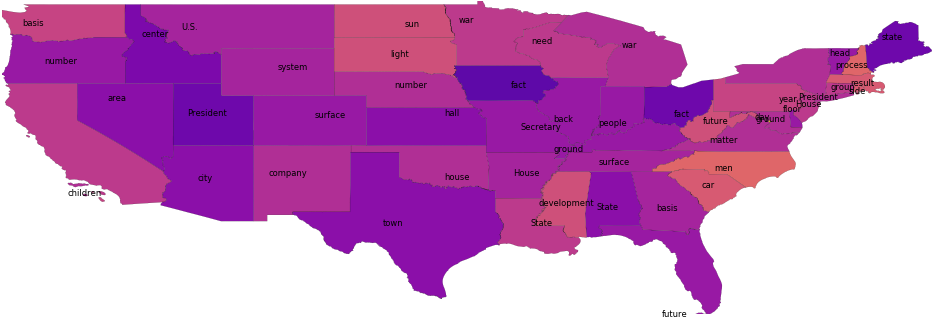 basis
U.S.
sun
war
state
center
need
war
head
number
light
process
system
number
fact
result
group
side
area
year
President
House
floor
President
surface
hall
back
fact
future
day
ground
Secretary
people
matter
ground
surface
men
city
company
house
House
car
children
development
State
basis
town
State
future